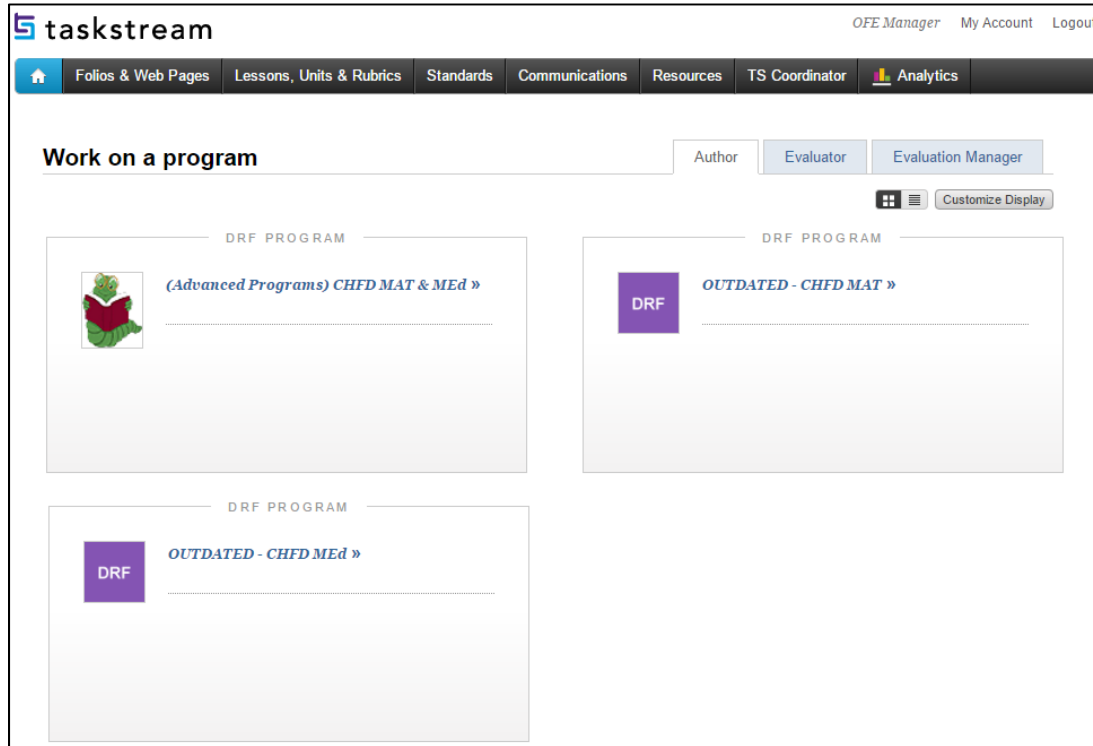 taskstream
OFE Manager My Account Logout
Folios & Web Pages Lessons, Units & Rubrics Standards Communications Resources TS Coordinator Analytics
Work on a program
Author Evaluator Evaluation Manager
Customize Display
DRF PROGRAM
(Advanced Programs) CHFD MAT & MEd »
DRF PROGRAM
DRF
OUTDATED - CHFD MAT »
DRF PROGRAM
DRF
OUTDATED - CHFD MEd »